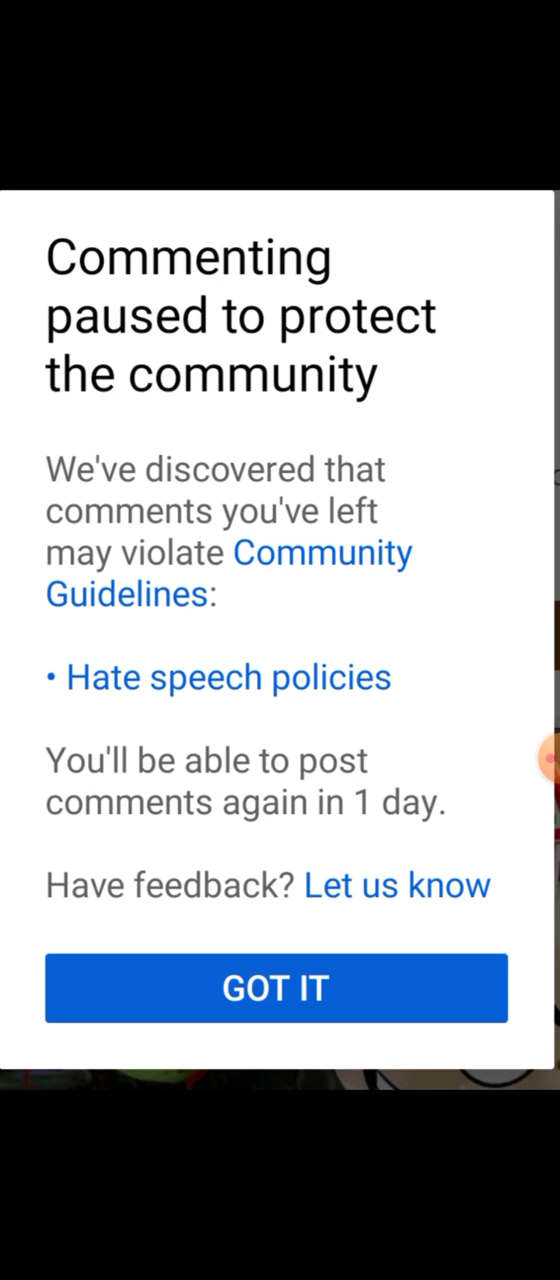 Commenting
paused to protect
the community
We've discovered that
comments you've left
may violate Community
Guidelines:
• Hate speech policies
You'll be able to post
comments again in 1 day.
Have feedback? Let us know
GOT IT